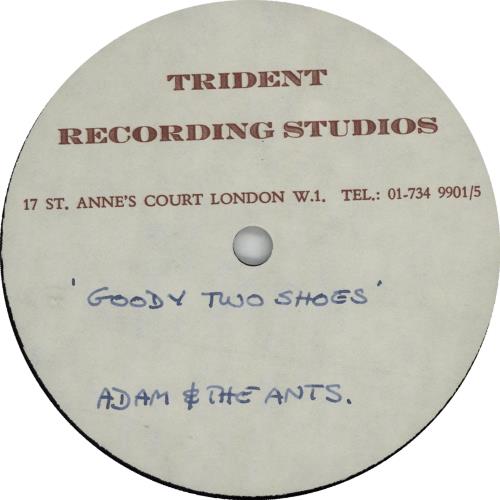 TRIDENT
RECORDING STUDIOS
17 ST. ANNE'S COURT LONDON W.1. TEL.: 01-734 9901/5
'GOODY TWO SHOES'
ADAM & THE ANTS.